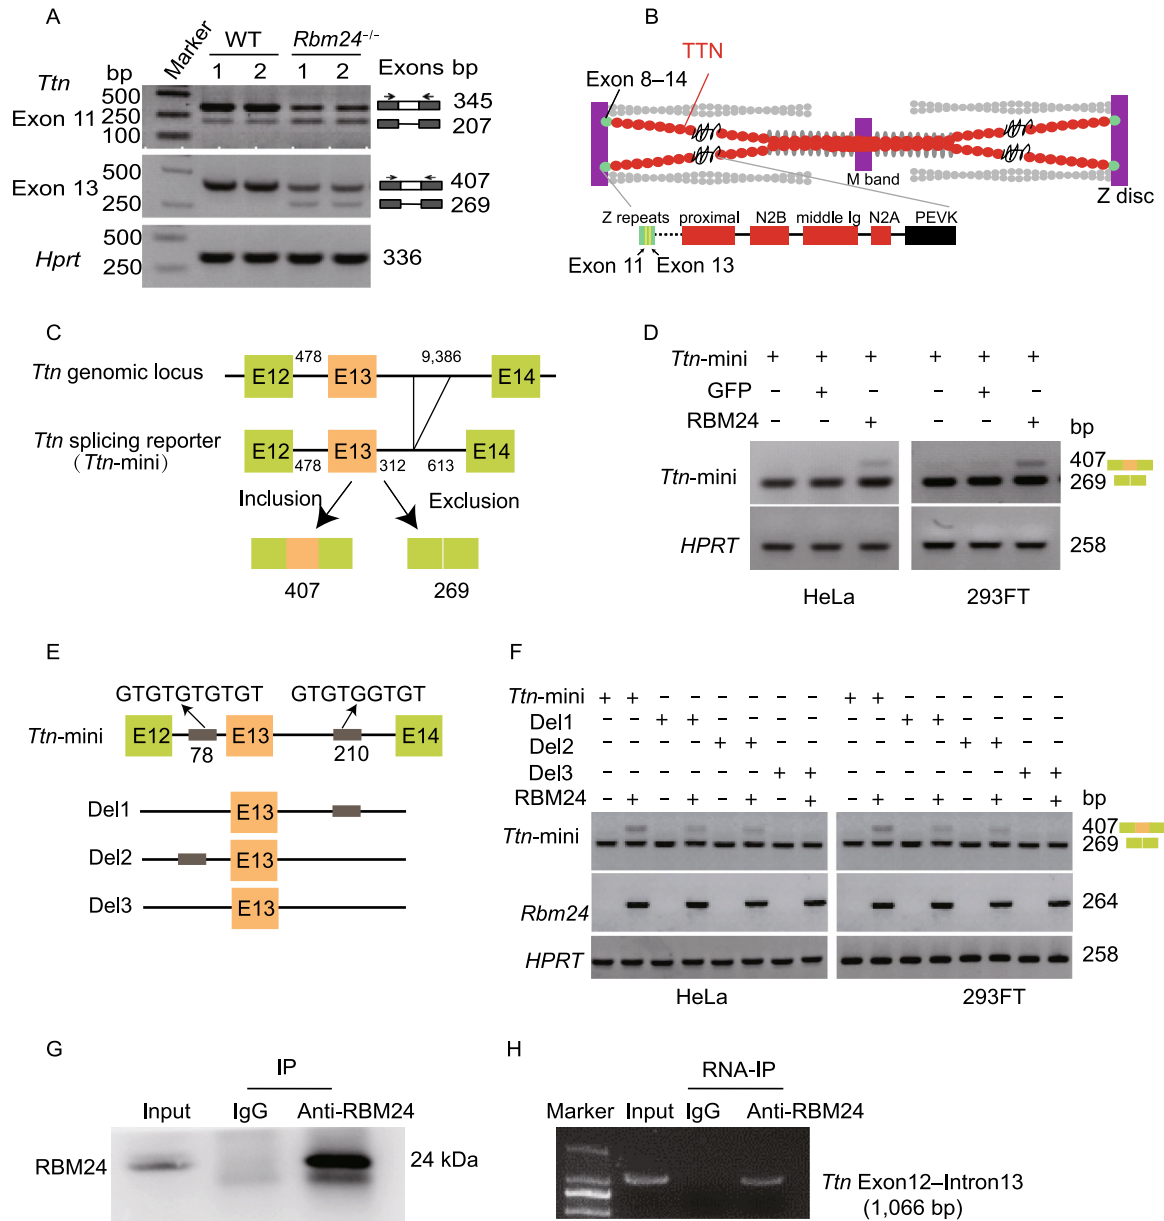 A
WT Rbm24⁻/⁻
Marker
bp 1 2 1 2 Exons bp
Ttn
Exon 11
500
250
100
345
207
Exon 13
500
250
407
269
Hprt
500
250
336
B
TTN
Exon 8–14
M band
Z disc
Z repeats proximal N2B middle Ig N2A PEVK
Exon 11 Exon 13
C
Ttn genomic locus
E12 478 E13 9,386 E14
Ttn splicing reporter
（Ttn-mini）
E12 478 E13 312 613 E14
Inclusion Exclusion
407 269
D
Ttn-mini + + + + + +
GFP – + – – + –
RBM24 – – + – – +
bp
Ttn-mini
407
269
HPRT 258
HeLa 293FT
E
GTGTGTGTGT GTGTGGTGT
Ttn-mini E12 78 E13 210 E14
Del1 E13
Del2 E13
Del3 E13
F
Ttn-mini + + – – – – – – + + – – – – – –
Del1 – – + + – – – – – – + + – – – –
Del2 – – – – + + – – – – – – + + – –
Del3 – – – – – – + + – – – – – – + +
RBM24 – + – + – + – + – + – + – + – +
bp
Ttn-mini
407
269
Rbm24 264
HPRT 258
HeLa 293FT
G
IP
Input IgG Anti-RBM24
RBM24 24 kDa
H
RNA-IP
Marker Input IgG Anti-RBM24
Ttn Exon12–Intron13
(1,066 bp)